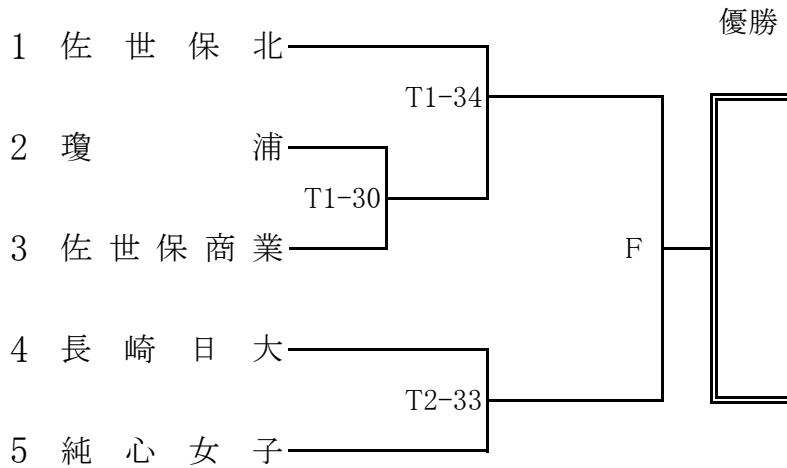 優勝
1 佐世保北
T1-34
2 瓊浦
T1-30
3 佐世保商業
F
4 長崎日大
T2-33
5 純心女子